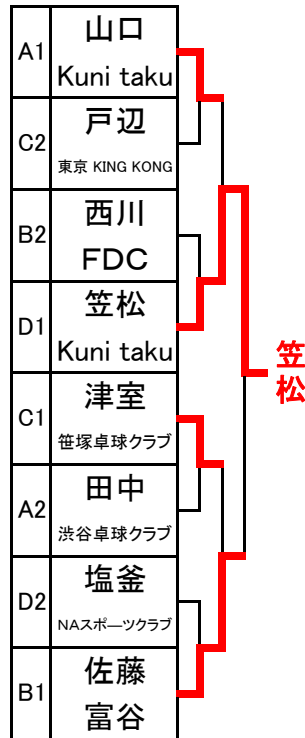 A1
山口
Kuni taku
C2
戸辺
東京 KING KONG
B2
西川
FDC
D1
笠松
Kuni taku
笠松
C1
津室
笹塚卓球クラブ
A2
田中
渋谷卓球クラブ
D2
塩釜
NAスポーツクラブ
B1
佐藤
富谷